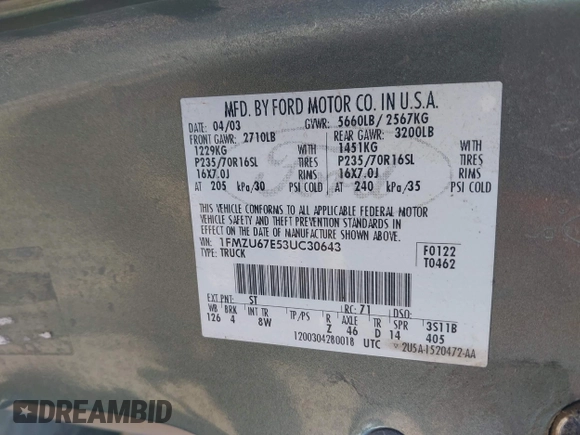 MFD. BY FORD MOTOR CO. IN U.S.A.
DATE: 04/03 GVWR: 5660LB / 2567KG
FRONT GAWR: 2710LB REAR GAWR: 3200LB
1229KG WITH 1451KG WITH
P235/70R16SL TIRES P235/70R16SL TIRES
16X7.0J RIMS 16X7.0J RIMS
AT 205 kPa/30 PSI COLD AT 240 kPa/35 PSI COLD
THIS VEHICLE CONFORMS TO ALL APPLICABLE FEDERAL MOTOR
VEHICLE SAFETY AND THEFT PREVENTION STANDARDS IN EFFECT
ON THE DATE OF MANUFACTURE SHOWN ABOVE.
VIN: 1FMZU67E53UC30643
TYPE: TRUCK
F0122
T0462
EXT PNT: ST RC: 71 DSO:
WB BRK INT TR TP/PS R AXLE TR SPR 3S11B
126 4 8W Z 46 D 14 405
1200304280018 UTC 2U5A-1520472-AA
Ford
DREAMBID